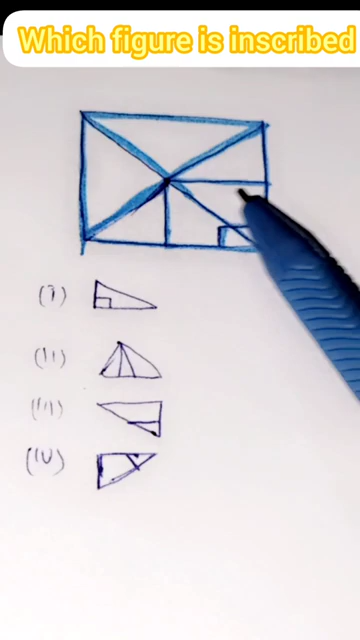 Which figure is inscribed
(I)
(II)
(III)
(IV)